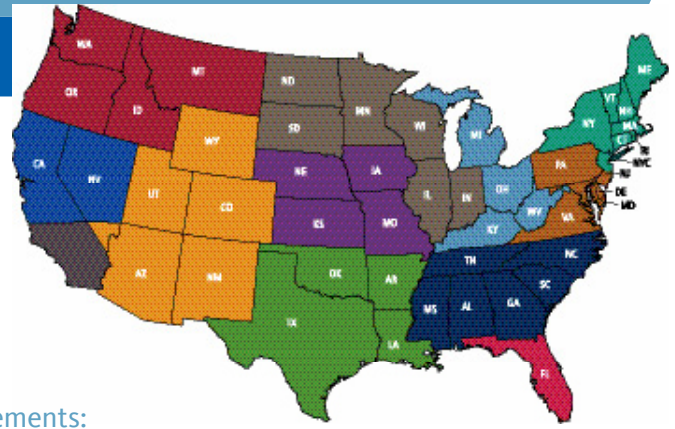 WA
MT
ND
MN
OR
ID
SD
WI
MI
ME
VT
NH
NY
MA
CT
RI
NYC
WY
NE
IA
PA
NJ
CA
NV
UT
CO
IL
IN
OH
DE
MD
WV
VA
KS
MO
KY
AZ
NM
OK
AR
TN
NC
SC
TX
MS
AL
GA
LA
FL
ements: